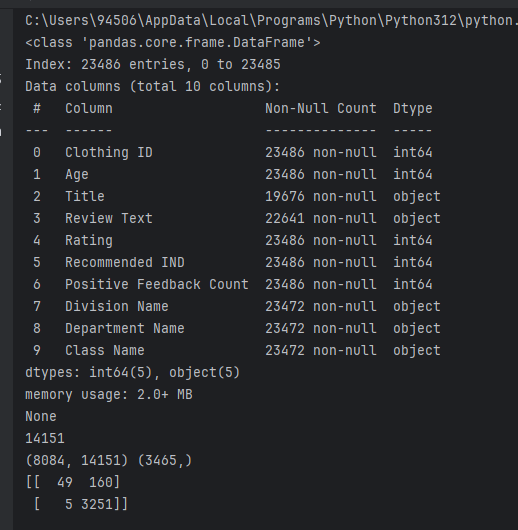 C:\Users\94506\AppData\Local\Programs\Python\Python312\python.
<class 'pandas.core.frame.DataFrame'>
Index: 23486 entries, 0 to 23485
Data columns (total 10 columns):
 #   Column                   Non-Null Count  Dtype
---  ------                   --------------  -----
 0   Clothing ID              23486 non-null  int64
 1   Age                      23486 non-null  int64
 2   Title                    19676 non-null  object
 3   Review Text              22641 non-null  object
 4   Rating                   23486 non-null  int64
 5   Recommended IND          23486 non-null  int64
 6   Positive Feedback Count  23486 non-null  int64
 7   Division Name            23472 non-null  object
 8   Department Name          23472 non-null  object
 9   Class Name               23472 non-null  object
dtypes: int64(5), object(5)
memory usage: 2.0+ MB
None
14151
(8084, 14151) (3465,)
[[  49  160]
 [   5 3251]]